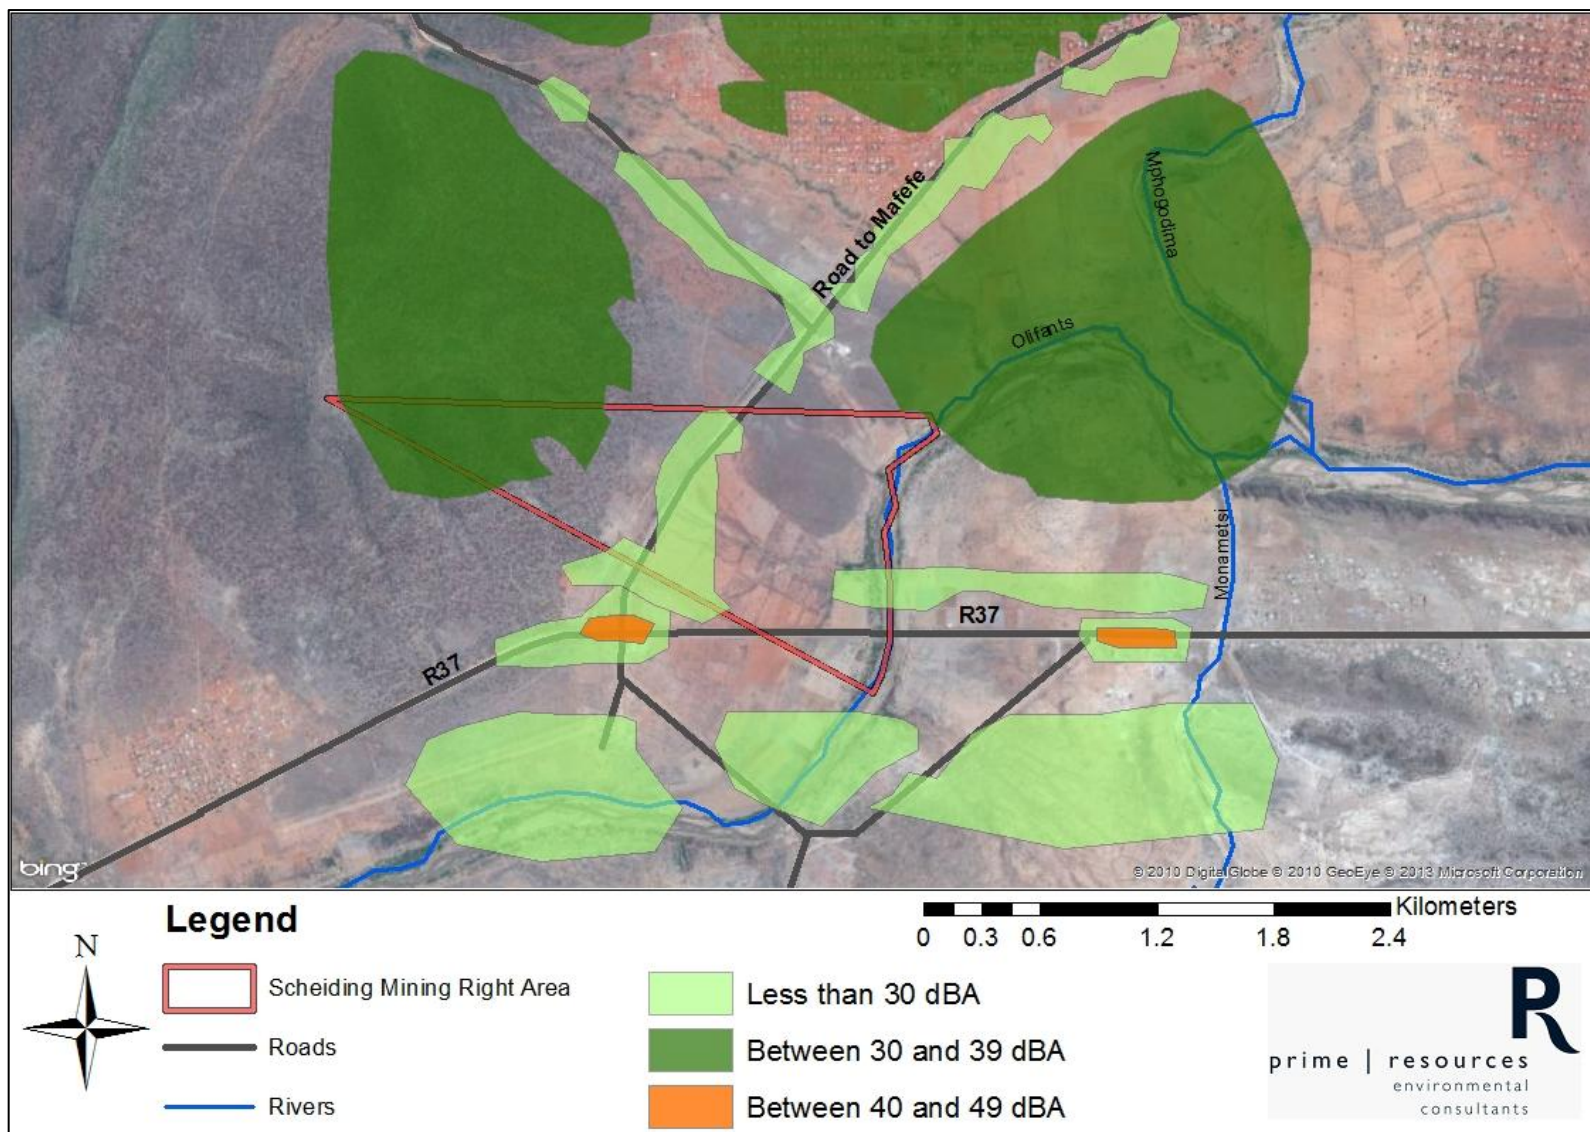 Road to Mafefe
Mphogodima
Olifants
Monametsi
R37
R37
bing
© 2010 DigitalGlobe © 2010 GeoEye © 2013 Microsoft Corporation
Legend
N
Scheiding Mining Right Area
Roads
Rivers
Less than 30 dBA
Between 30 and 39 dBA
Between 40 and 49 dBA
Kilometers
0 0.3 0.6 1.2 1.8 2.4
R
prime | resources
environmental
consultants